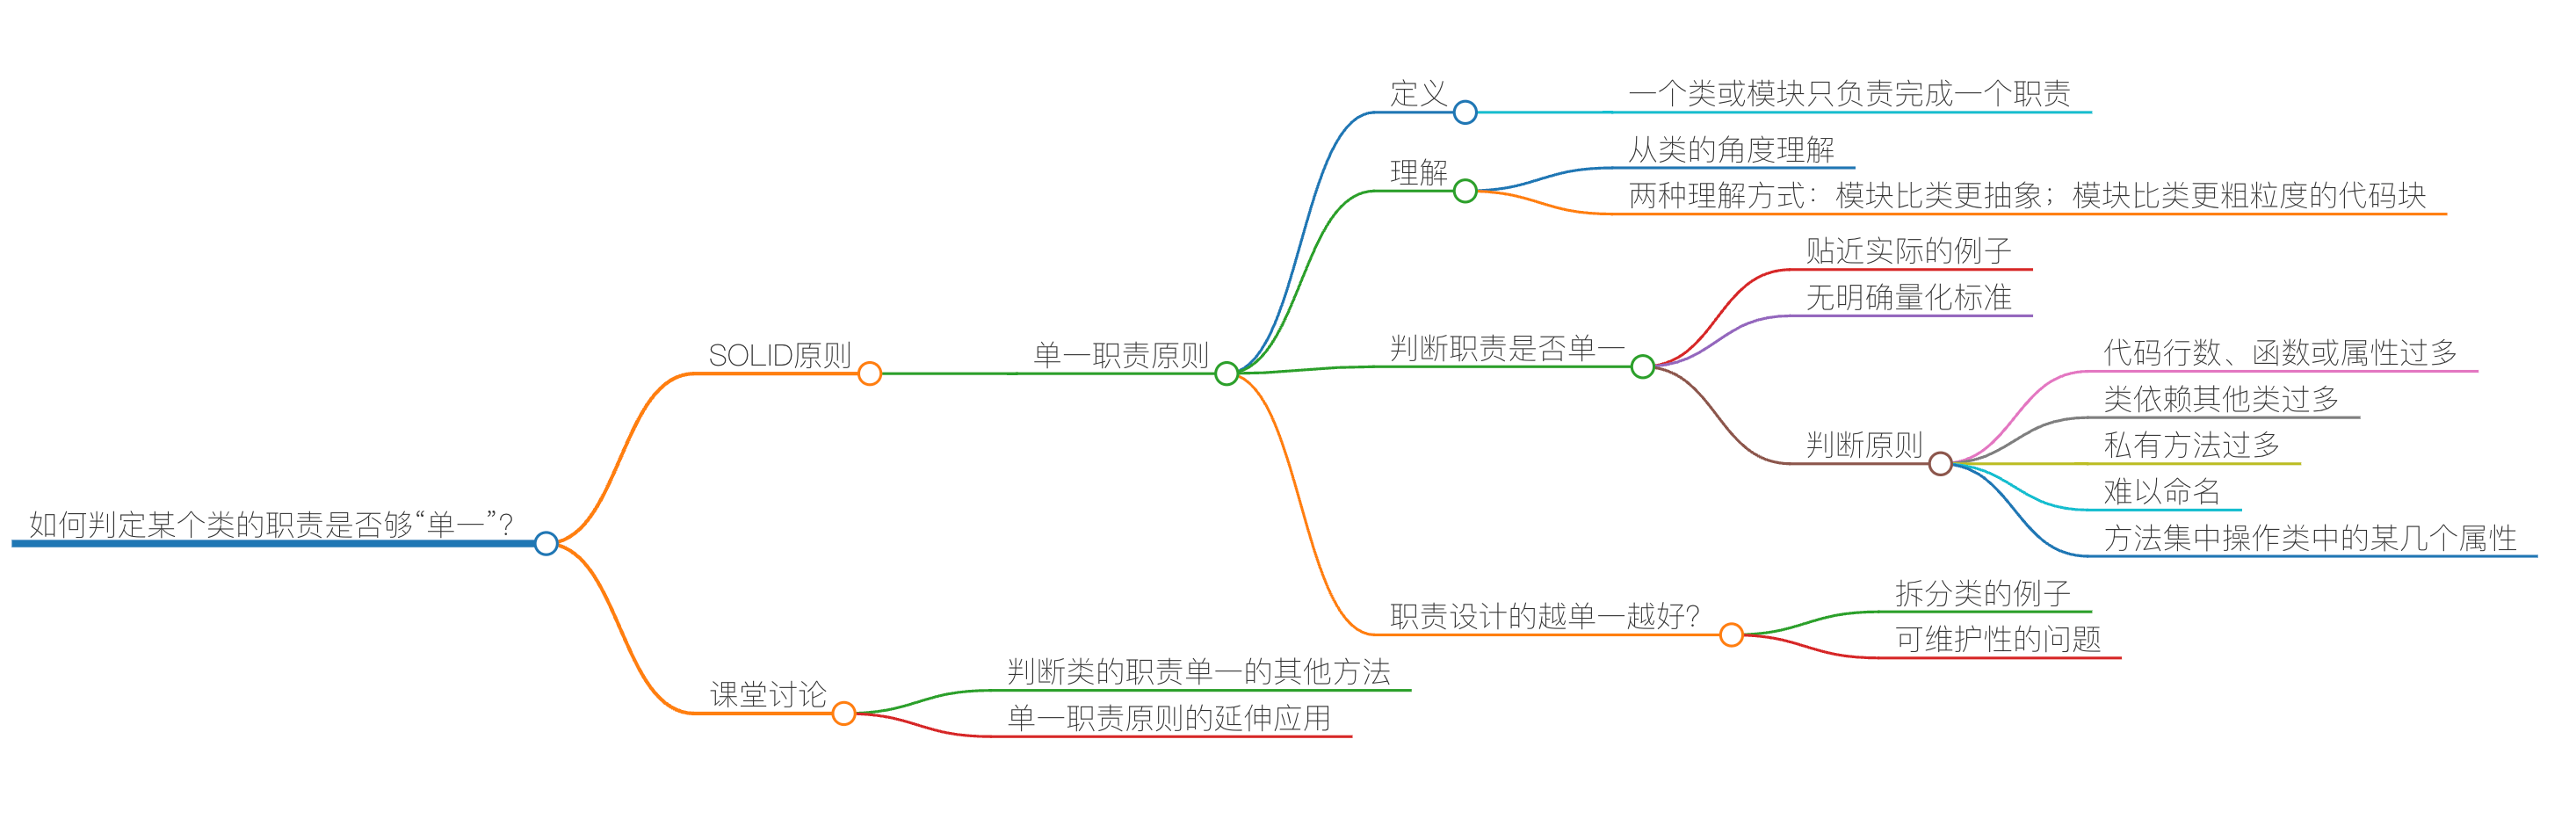 如何判定某个类的职责是否够“单一”？
SOLID原则
单一职责原则
定义
一个类或模块只负责完成一个职责
理解
从类的角度理解
两种理解方式：模块比类更抽象；模块比类更粗粒度的代码块
判断职责是否单一
贴近实际的例子
无明确量化标准
判断原则
代码行数、函数或属性过多
类依赖其他类过多
私有方法过多
难以命名
方法集中操作类中的某几个属性
职责设计的越单一越好？
拆分类的例子
可维护性的问题
课堂讨论
判断类的职责单一的其他方法
单一职责原则的延伸应用